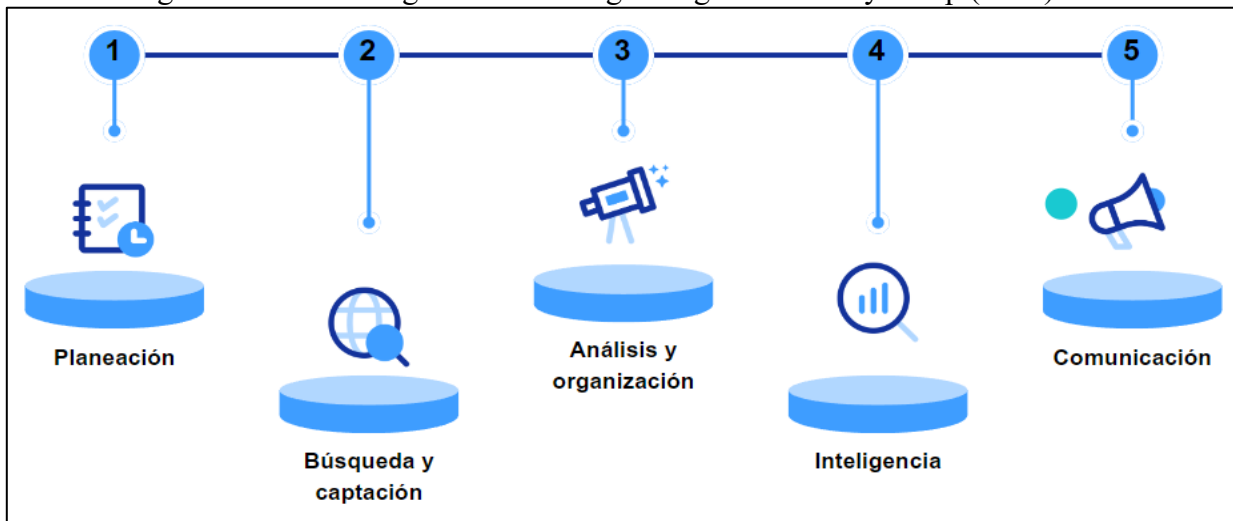 1 2 3 4 5
Planeación
Búsqueda y
captación
Análisis y
organización
Inteligencia
Comunicación